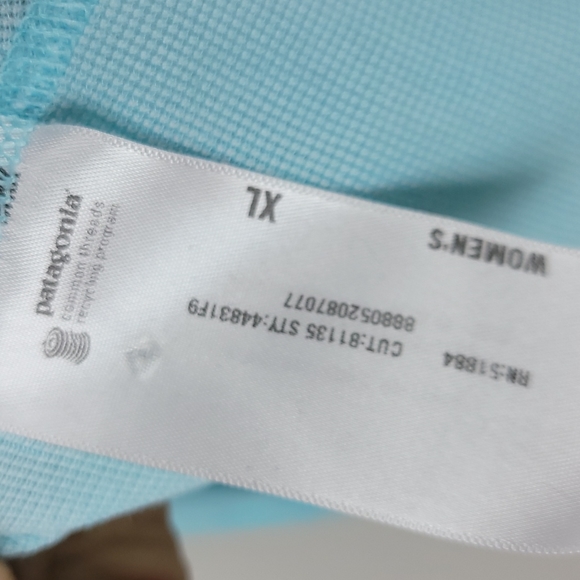 WOMEN'S XL
RN:51884
CUT:81135 STY:44831F9
888052087077
patagonia®
common threads
recycling program